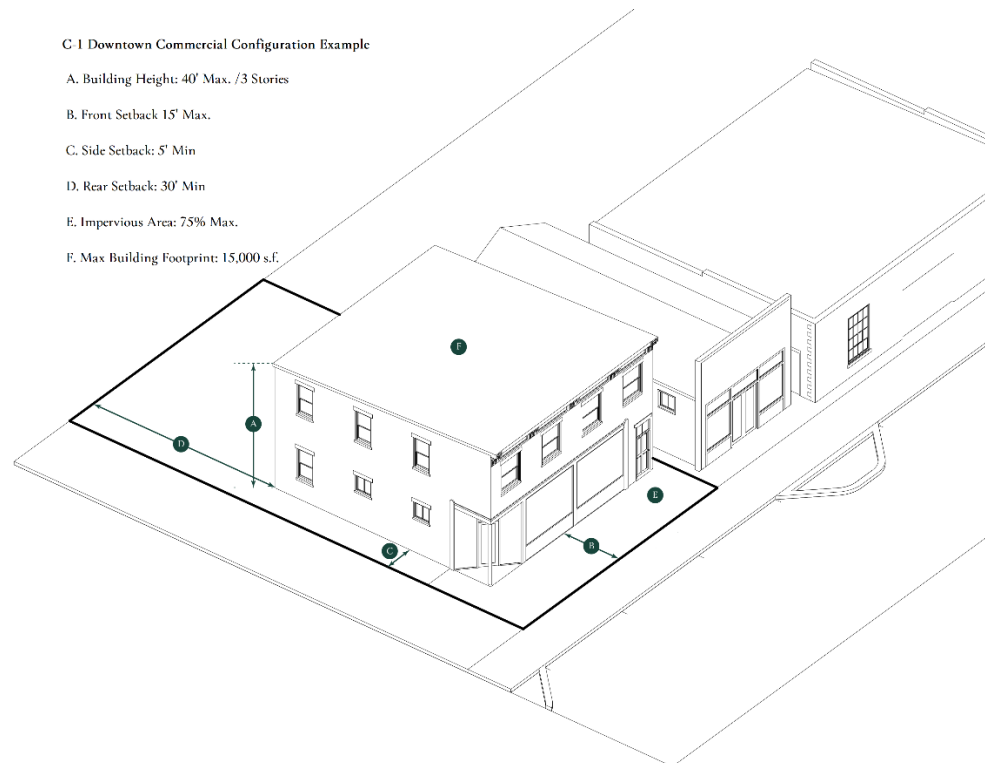 C-1 Downtown Commercial Configuration Example
A. Building Height: 40' Max. /3 Stories
B. Front Setback 15' Max.
C. Side Setback: 5' Min
D. Rear Setback: 30' Min
E. Impervious Area: 75% Max.
F. Max Building Footprint: 15,000 s.f.
F
A
D
E
B
C